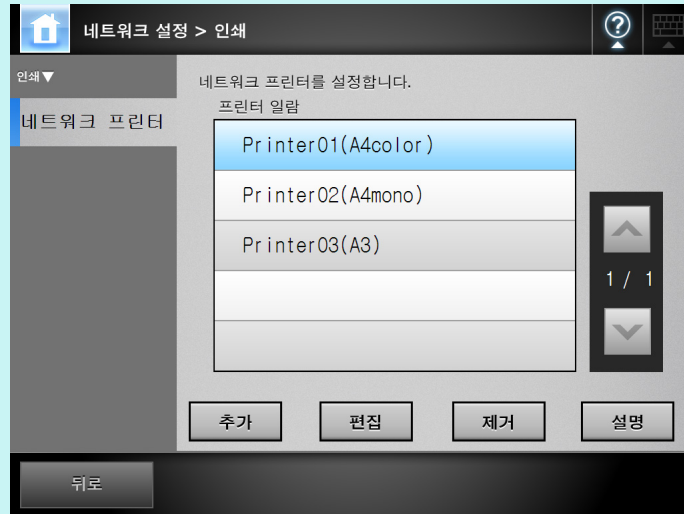 네트워크 설정 > 인쇄
?
인쇄▼
네트워크 프린터
네트워크 프린터를 설정합니다.
프린터 일람
Printer01(A4color)
Printer02(A4mono)
Printer03(A3)
1 / 1
추가 편집 제거 설명
뒤로